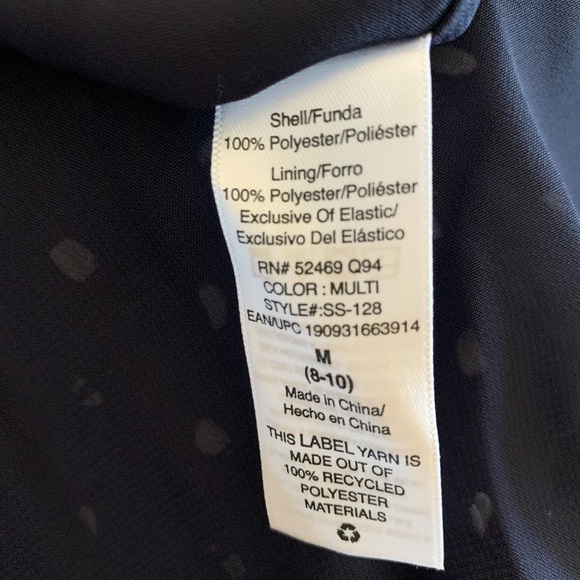 Shell/Funda
100% Polyester/Poliéster
Lining/Forro
100% Polyester/Poliéster
Exclusive Of Elastic/
Exclusivo Del Elástico
RN# 52469 Q94
COLOR : MULTI
STYLE#:SS-128
EAN/UPC 190931663914
M
(8-10)
Made in China/
Hecho en China
THIS LABEL YARN IS
MADE OUT OF
100% RECYCLED
POLYESTER
MATERIALS